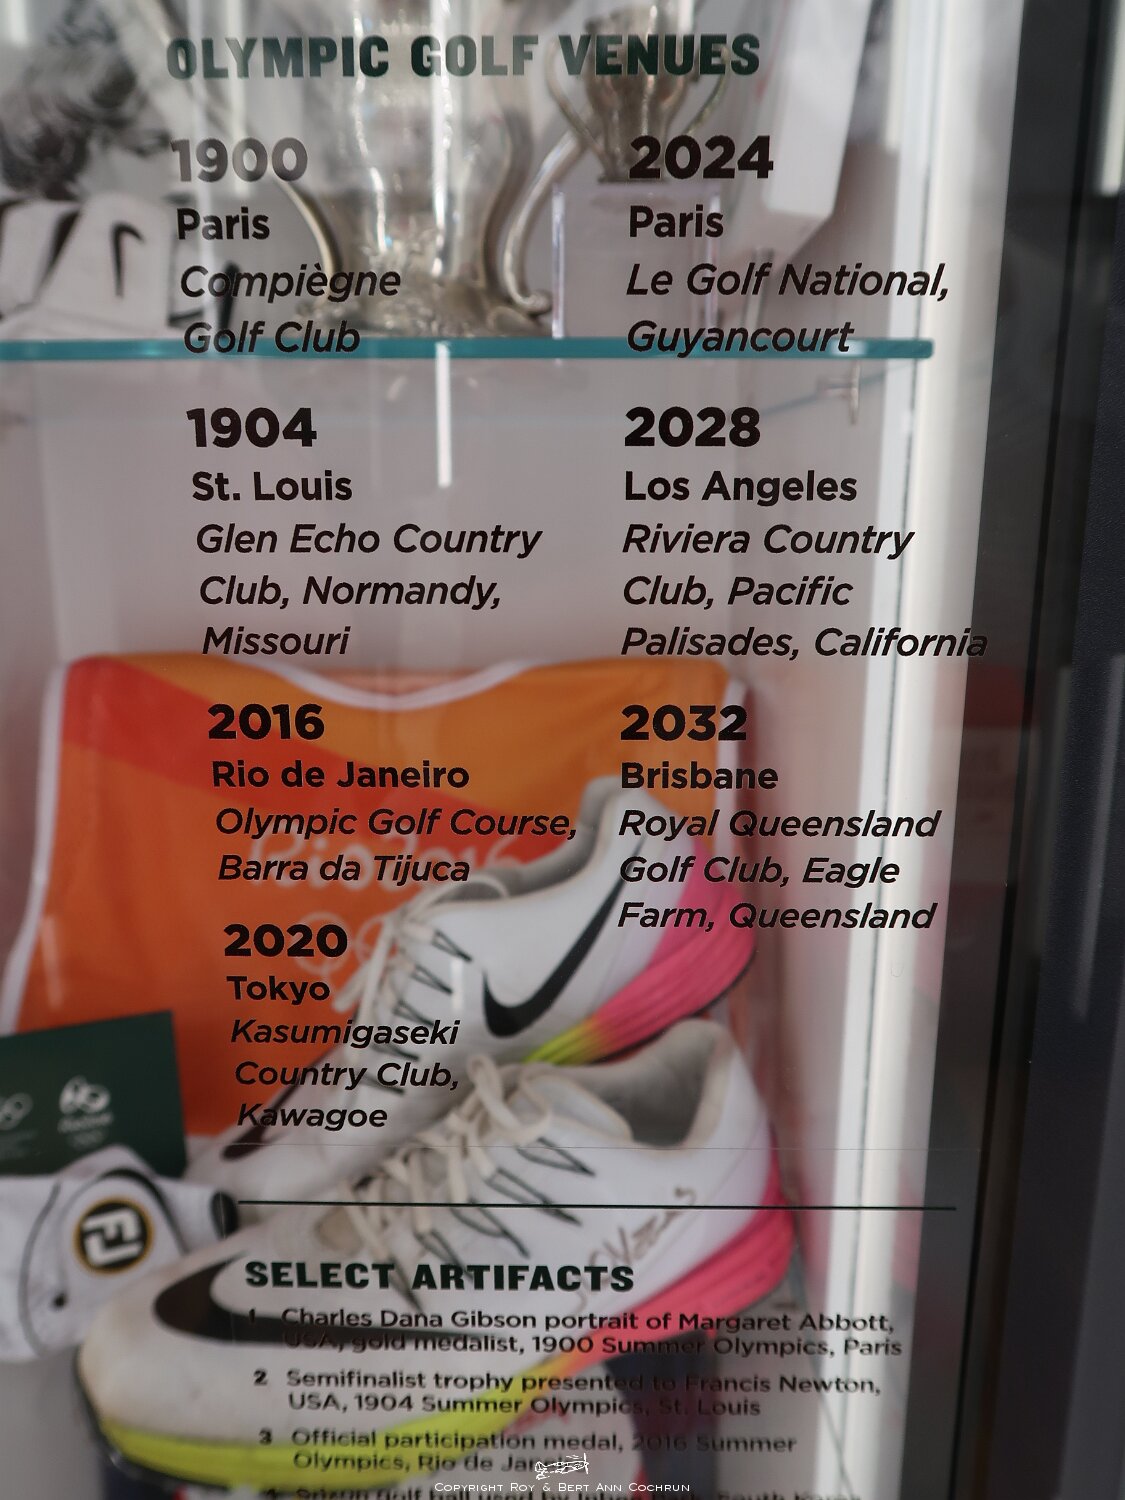 OLYMPIC GOLF VENUES
1900
Paris
Compiègne
Golf Club
1904
St. Louis
Glen Echo Country
Club, Normandy,
Missouri
2016
Rio de Janeiro
Olympic Golf Course,
Barra da Tijuca
2020
Tokyo
Kasumigaseki
Country Club,
Kawagoe
2024
Paris
Le Golf National,
Guyancourt
2028
Los Angeles
Riviera Country
Club, Pacific
Palisades, California
2032
Brisbane
Royal Queensland
Golf Club, Eagle
Farm, Queensland
FJ
SELECT ARTIFACTS
1 Charles Dana Gibson portrait of Margaret Abbott,
USA, gold medalist, 1900 Summer Olympics, Paris
2 Semifinalist trophy presented to Francis Newton,
USA, 1904 Summer Olympics, St. Louis
3 Official participation medal, 2016 Summer
Olympics, Rio de
golf ball used by
Copyright Roy & Bert Ann Cochrun